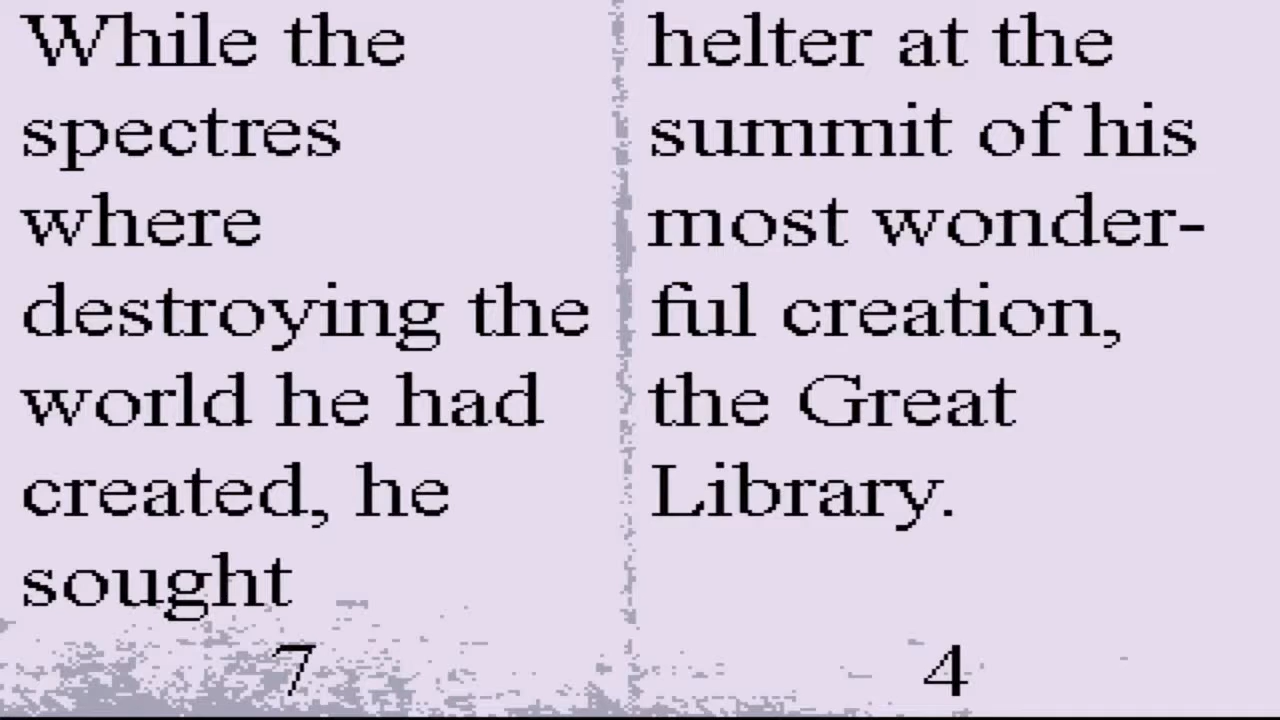 While the
spectres
where
destroying the
world he had
created, he
sought
7
helter at the
summit of his
most wonder-
ful creation,
the Great
Library.
4